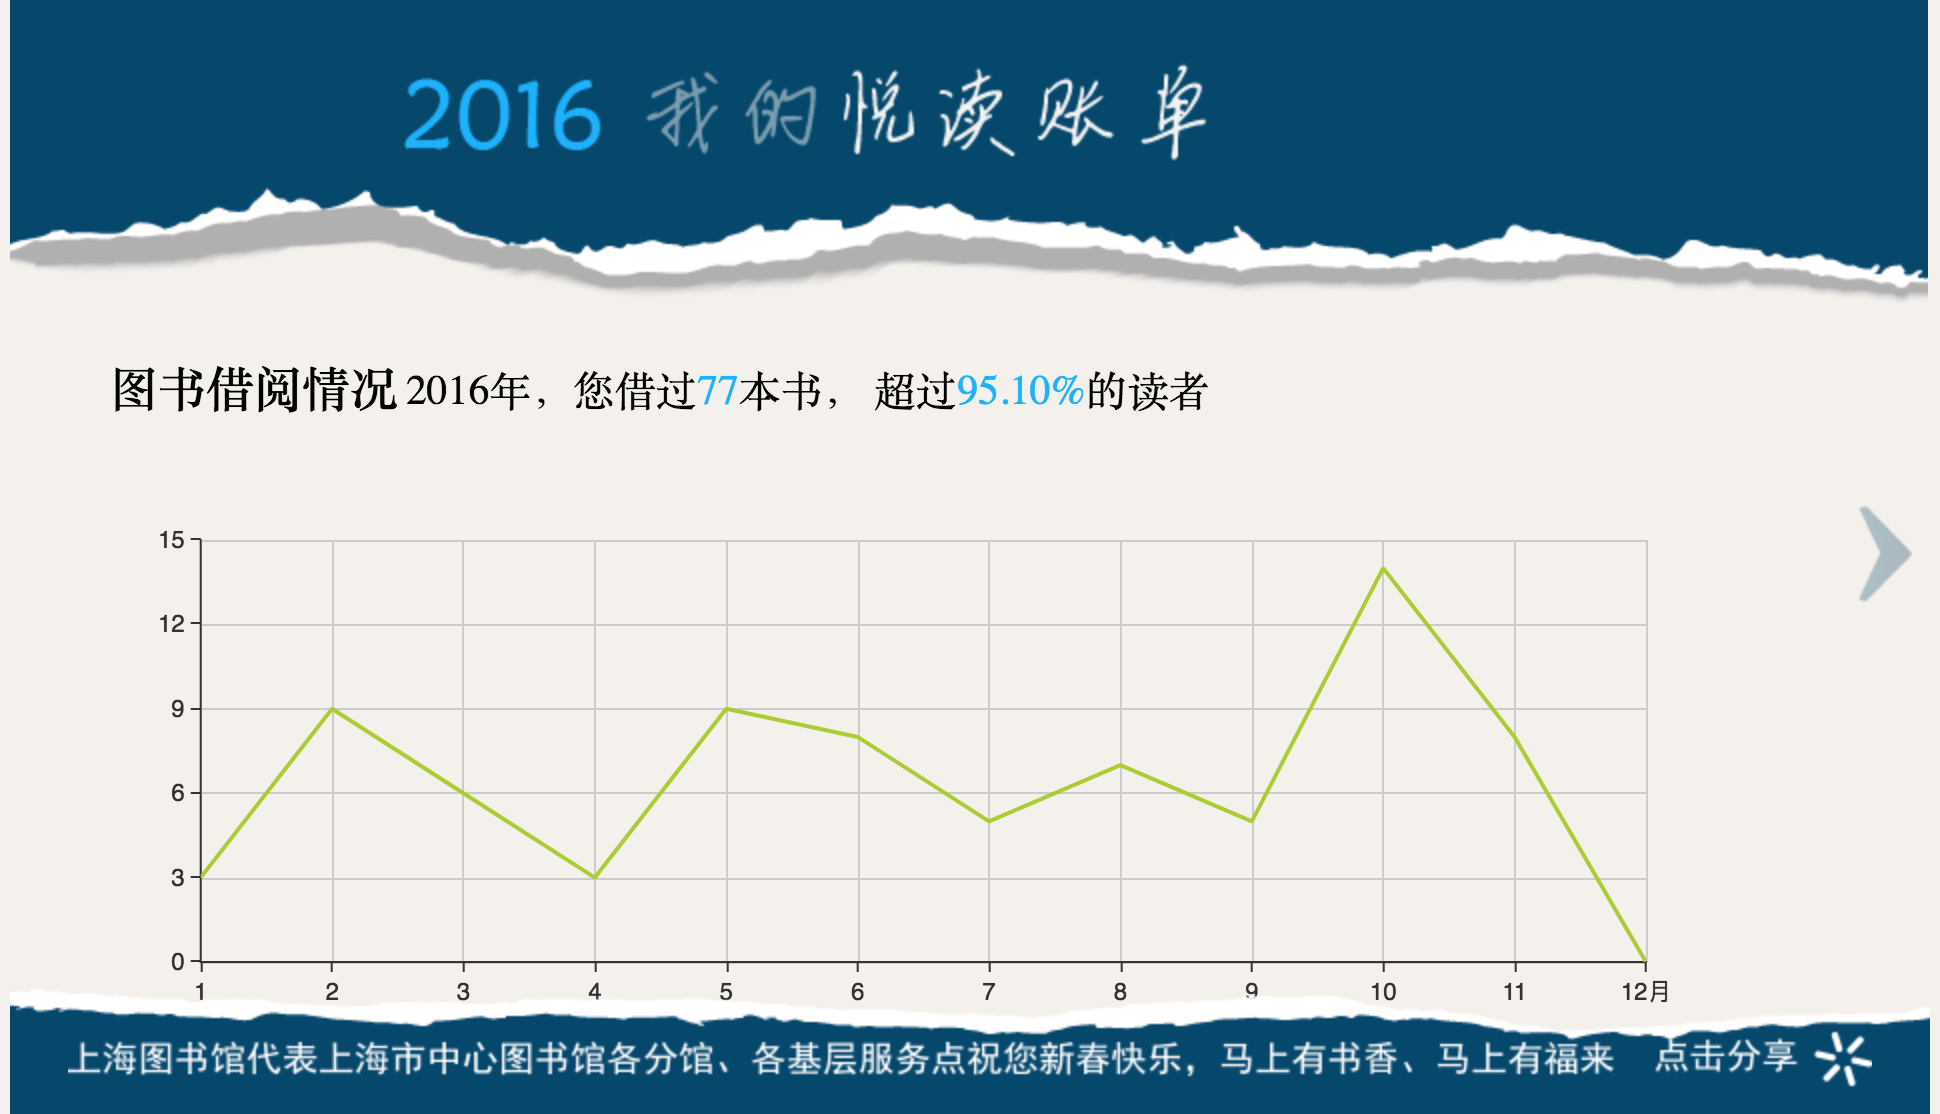 2016 我的悦读账单
图书借阅情况 2016年，您借过77本书， 超过95.10%的读者
15
12
9
6
3
0
1 2 3 4 5 6 7 8 9 10 11 12月
上海图书馆代表上海市中心图书馆各分馆、各基层服务点祝您新春快乐，马上有书香、马上有福来 点击分享